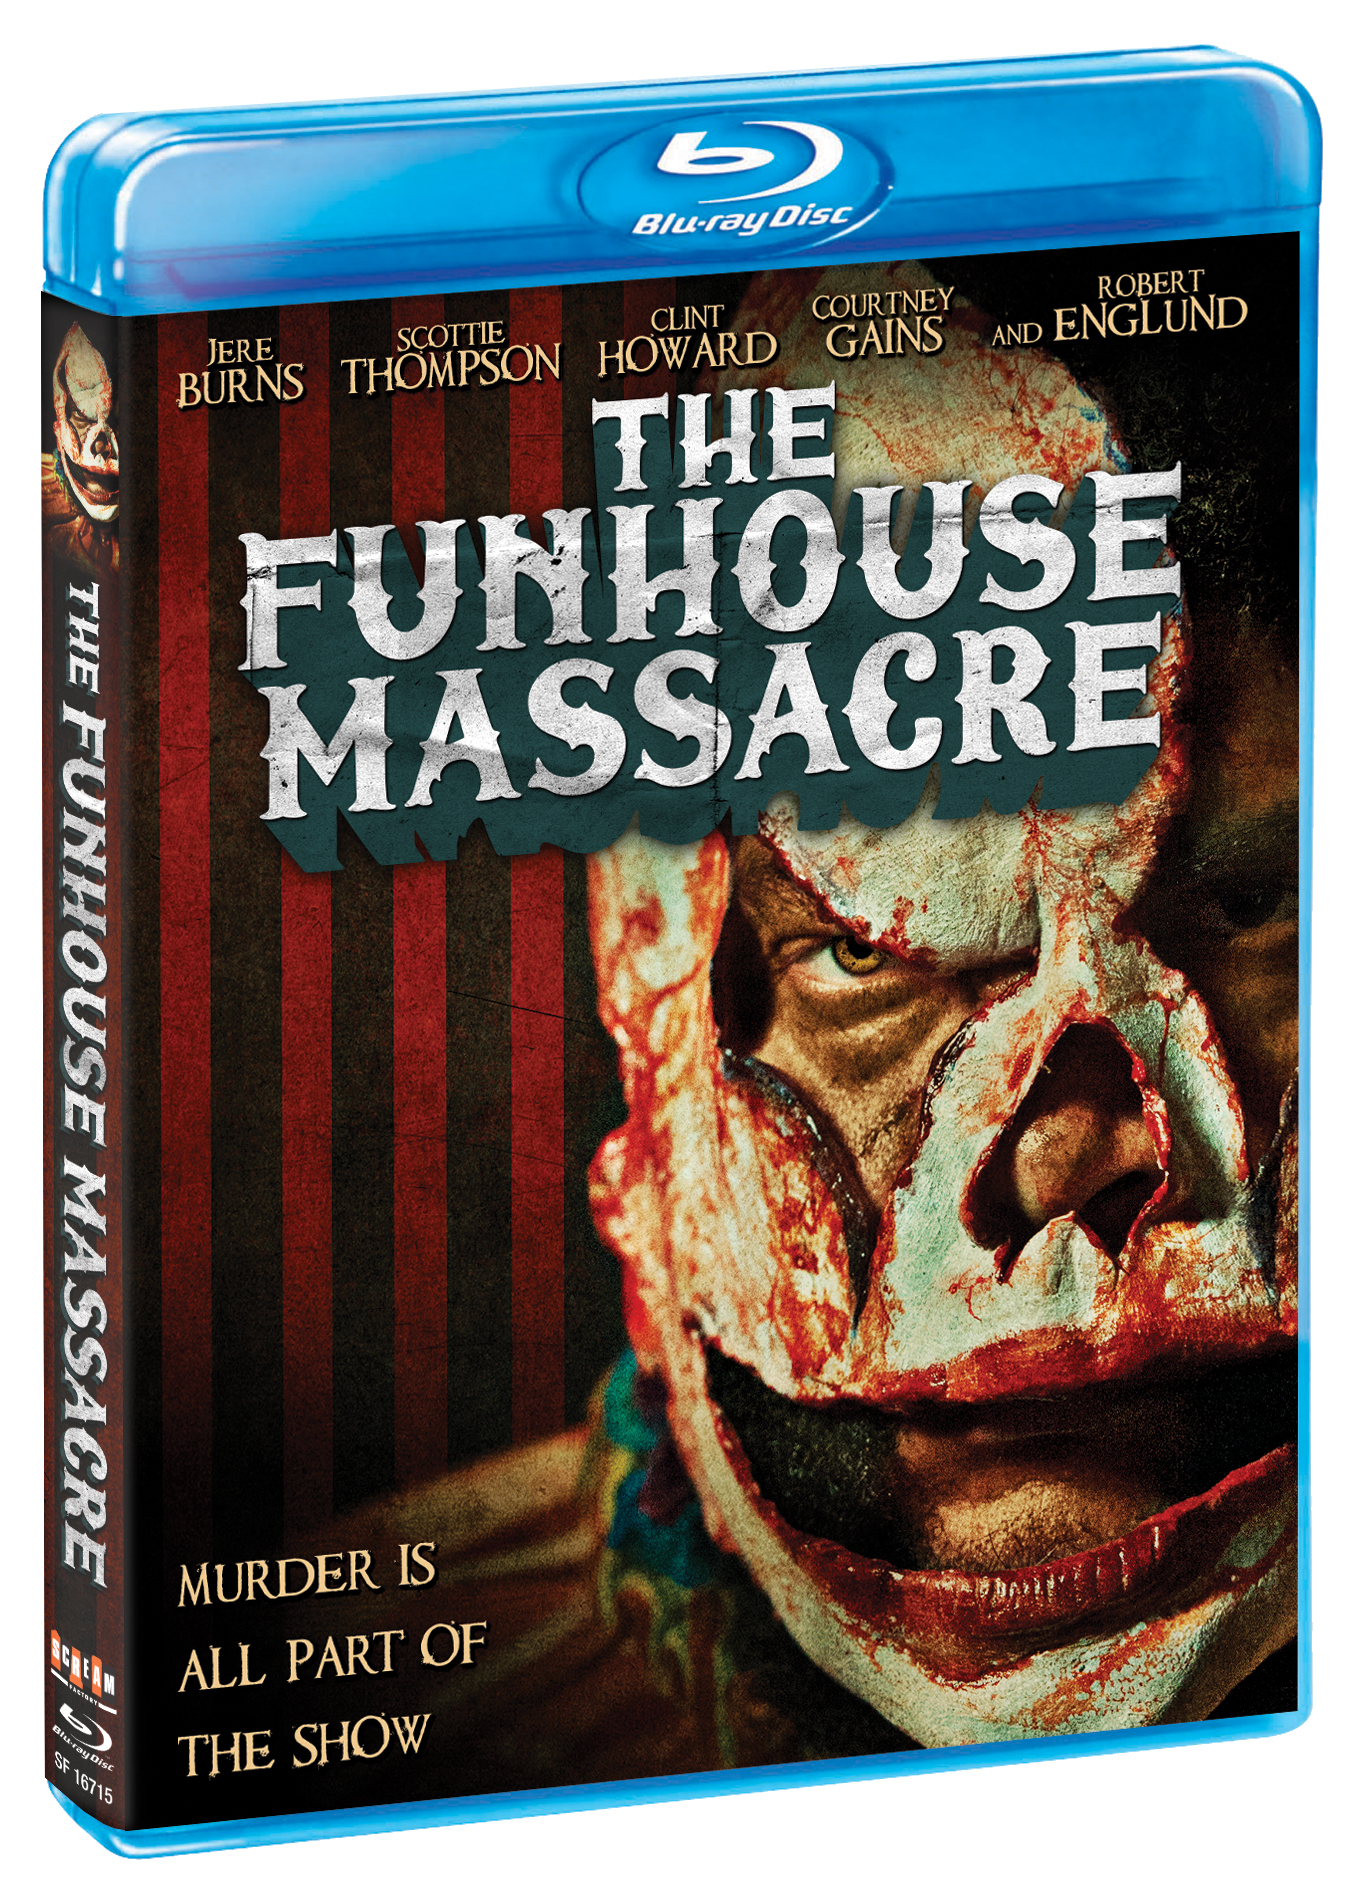 Blu-ray Disc
JERE
BURNS
SCOTTIE
THOMPSON
CLINT
HOWARD
COURTNEY
GAINS
AND ROBERT
ENGLUND
THE
FUNHOUSE
MASSACRE
MURDER IS
ALL PART OF
THE SHOW
THE FUNHOUSE MASSACRE
SCREAM
FACTORY
Blu-ray Disc
SF 16715